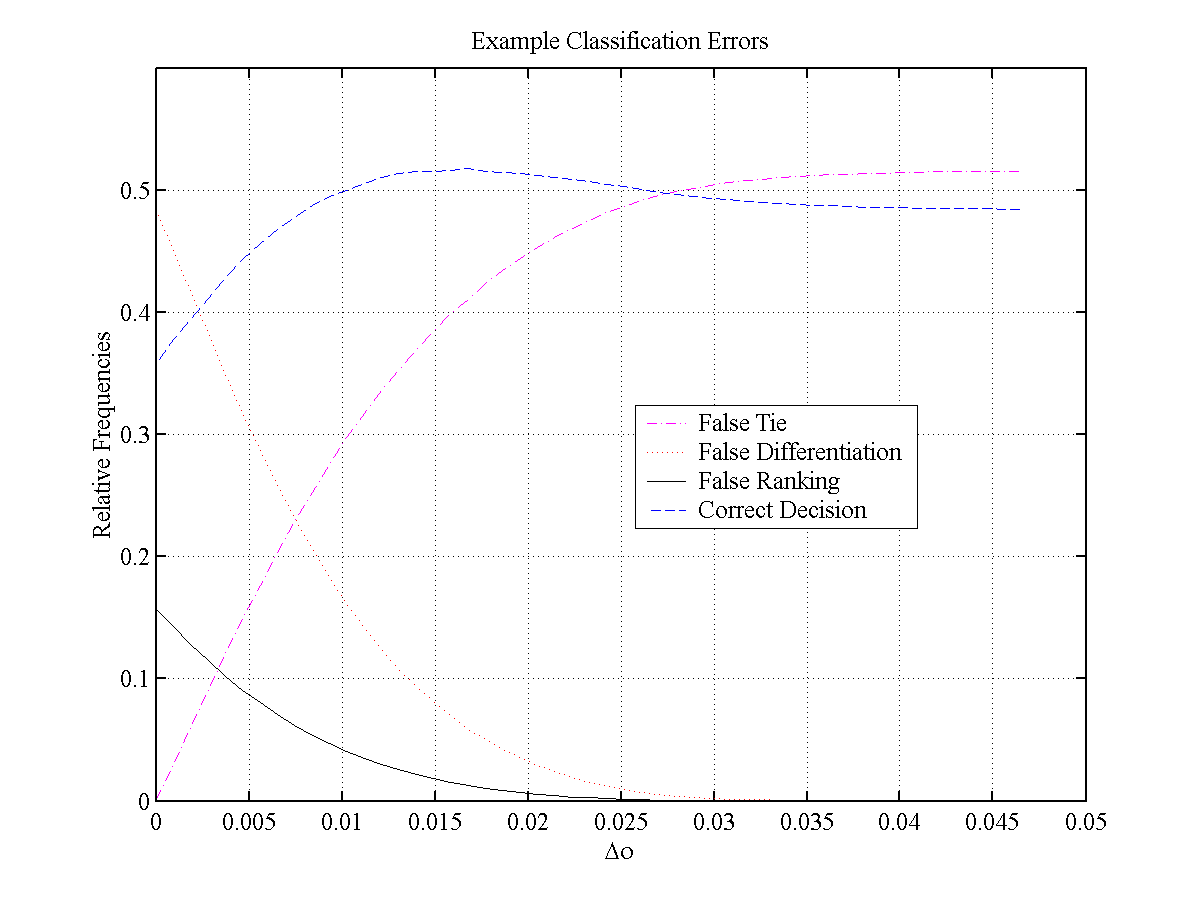 Example Classification Errors
Relative Frequencies
0.5
0.4
0.3
0.2
0.1
0
False Tie
False Differentiation
False Ranking
Correct Decision
0 0.005 0.01 0.015 0.02 0.025 0.03 0.035 0.04 0.045 0.05
Δo